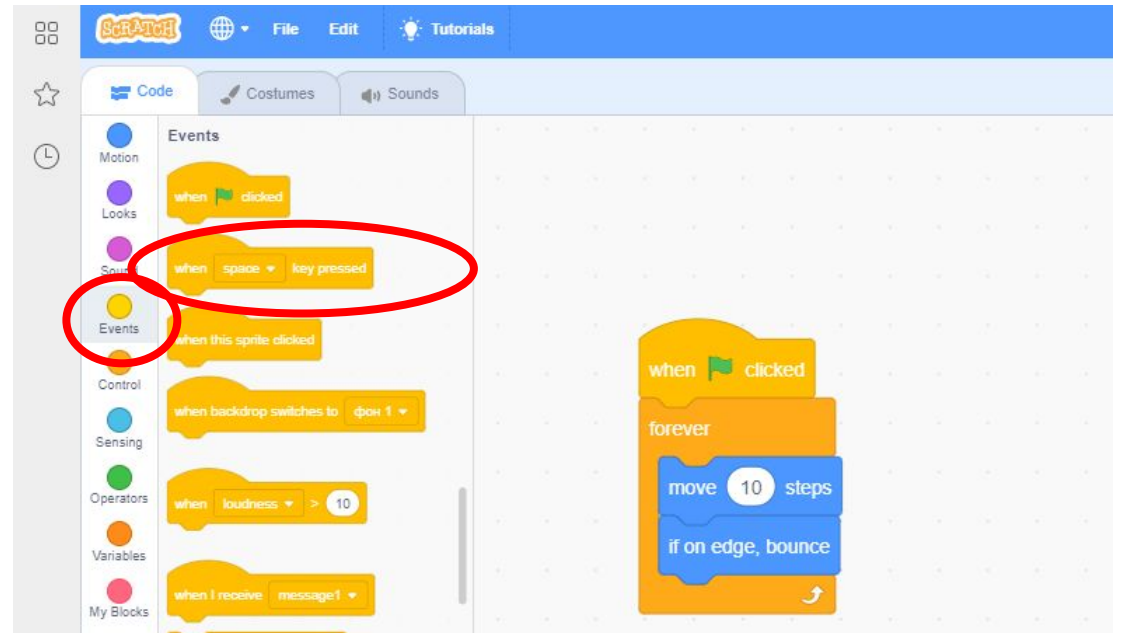 SCRATCH File Edit Tutorials
Code Costumes Sounds
Motion
Looks
Sound
Events
Control
Sensing
Operators
Variables
My Blocks
Events
when clicked
when space key pressed
when this sprite clicked
when backdrop switches to фон 1
when loudness > 10
when I receive message1
when clicked
forever
move 10 steps
if on edge, bounce